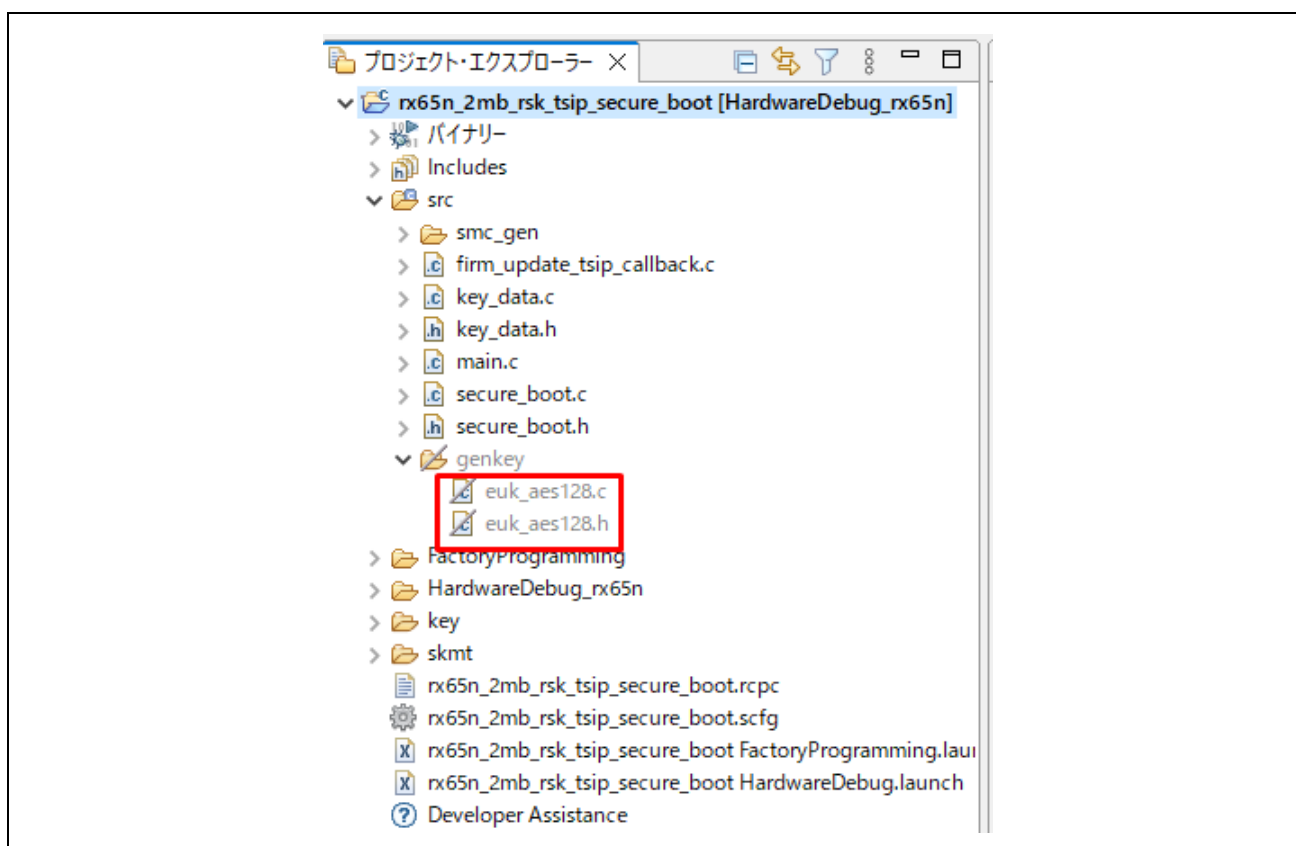 プロジェクト・エクスプローラー
rx65n_2mb_rsk_tsip_secure_boot [HardwareDebug_rx65n]
バイナリー
Includes
src
smc_gen
firm_update_tsip_callback.c
key_data.c
key_data.h
main.c
secure_boot.c
secure_boot.h
genkey
euk_aes128.c
euk_aes128.h
FactoryProgramming
HardwareDebug_rx65n
key
skmt
rx65n_2mb_rsk_tsip_secure_boot.rcpc
rx65n_2mb_rsk_tsip_secure_boot.scfg
rx65n_2mb_rsk_tsip_secure_boot FactoryProgramming.lau
rx65n_2mb_rsk_tsip_secure_boot HardwareDebug.launch
Developer Assistance